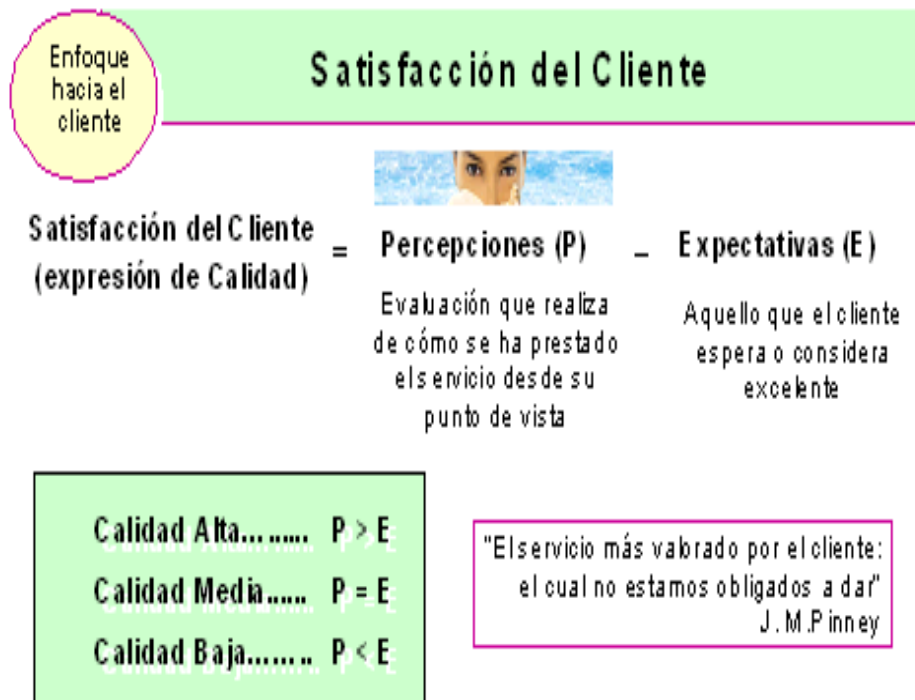 Enfoque
hacia el
cliente
Satisfacción del Cliente
Satisfacción del Cliente
(expresión de Calidad)
=
Percepciones (P)
–
Expectativas (E)
Evaluación que realiza
de cómo se ha prestado
el servicio desde su
punto de vista
Aquello que el cliente
espera o considera
excelente
Calidad Alta......... P > E
Calidad Media...... P = E
Calidad Baja........ P < E
"El servicio más valorado por el cliente:
el cual no estamos obligados a dar"
J.M.Pinney